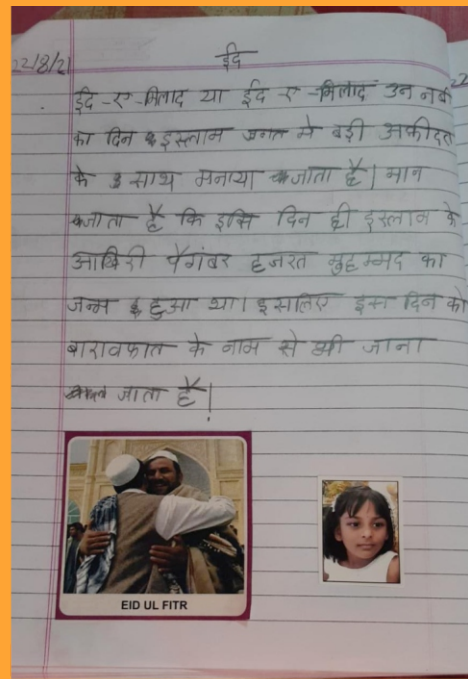 22/8/21
ईद
ईद-ए-मिलाद या ईद ए-मिलाद उन नबी
का दिन इस्लाम जगत मे बड़ी अकीदत
के साथ मनाया जाता है। मान
जाता है कि इसि दिन ही इस्लाम के
आखिरी पैगंबर हजरत मुहम्मद का
जन्म हुआ था। इसलिए इस दिन को
बारावफात के नाम से भी जाना
जाता है।
EID UL FITR